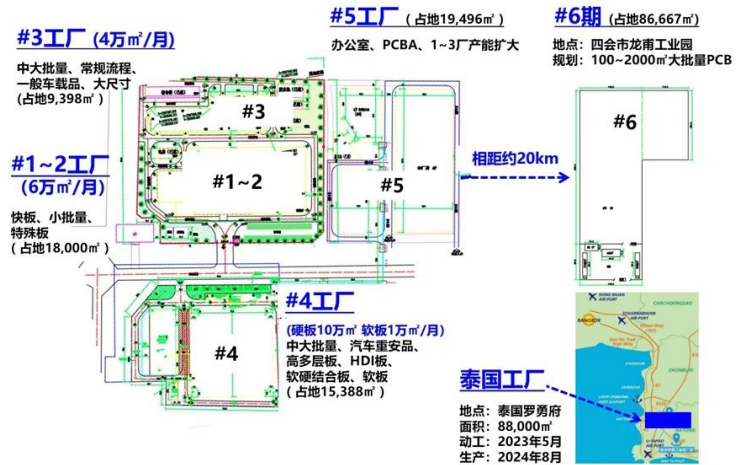 #3工厂 (4万㎡/月)
中大批量、常规流程、
一般车载品、大尺寸
(占地9,398㎡)
#1~2工厂
(6万㎡/月)
快板、小批量、
特殊板
(占地18,000㎡)
#3
#1~2
#5工厂 (占地19,496㎡)
办公室、PCBA、1~3厂产能扩大
#5
相距约20km
#6期 (占地86,667㎡)
地点：四会市龙甫工业园
规划：100~2000㎡大批量PCB
#6
#4
#4工厂
(硬板10万㎡ 软板1万㎡/月)
中大批量、汽车重安品、
高多层板、HDI板、
软硬结合板、软板
(占地15,388㎡)
泰国工厂
地点：泰国罗勇府
面积：88,000㎡
动工：2023年5月
生产：2024年8月
BANGKOK